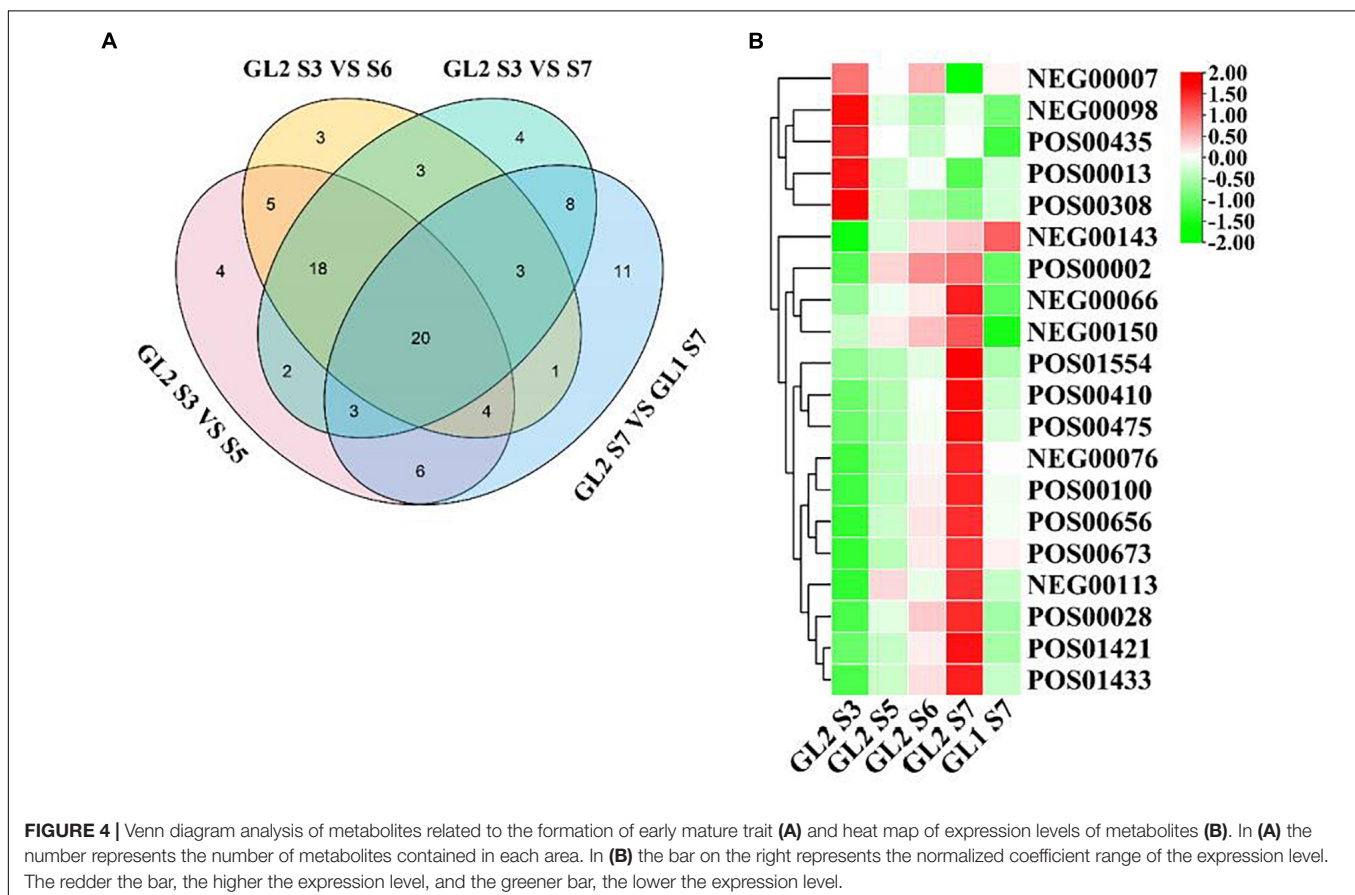 A
B
GL2 S3 VS S6
GL2 S3 VS S7
GL2 S3 VS S5
GL2 S7 VS GL1 S7
3
4
5
3
8
4
18
3
11
20
2
1
3
4
6
NEG00007
NEG00098
POS00435
POS00013
POS00308
NEG00143
POS00002
NEG00066
NEG00150
POS01554
POS00410
POS00475
NEG00076
POS00100
POS00656
POS00673
NEG00113
POS00028
POS01421
POS01433
2.00
1.50
1.00
0.50
0.00
-0.50
-1.00
-1.50
-2.00
GL2 S3
GL2 S5
GL2 S6
GL2 S7
GL1 S7
FIGURE 4 | Venn diagram analysis of metabolites related to the formation of early mature trait (A) and heat map of expression levels of metabolites (B). In (A) the
number represents the number of metabolites contained in each area. In (B) the bar on the right represents the normalized coefficient range of the expression level.
The redder the bar, the higher the expression level, and the greener bar, the lower the expression level.